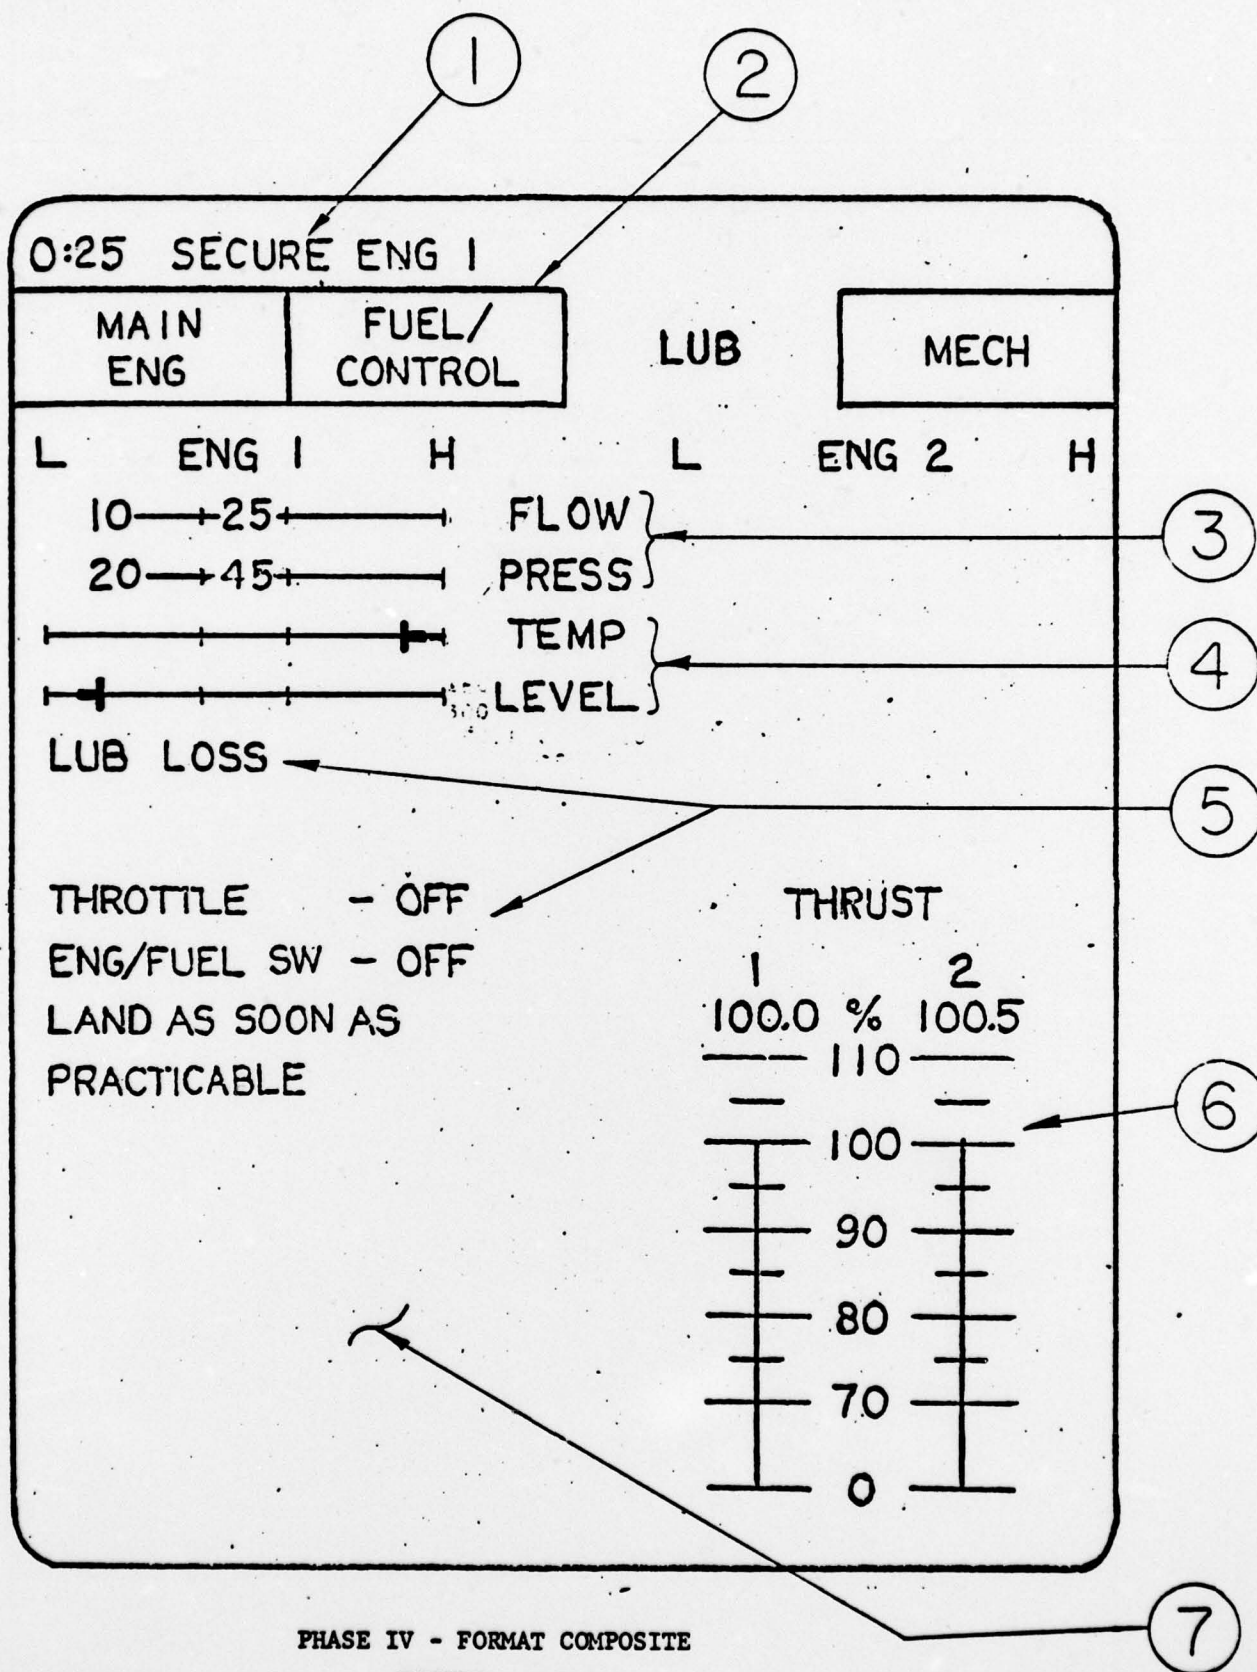 1 2
0:25 SECURE ENG 1
MAIN ENG
FUEL/ CONTROL
LUB
MECH
L ENG 1 H L ENG 2 H
10 25 FLOW
3
20 45 PRESS
TEMP
4
LEVEL
LUB LOSS
5
THROTTLE - OFF THRUST
ENG/FUEL SW - OFF 1 2
LAND AS SOON AS 100.0 % 100.5
PRACTICABLE 110
6
100
90
80
70
0
7
PHASE IV - FORMAT COMPOSITE